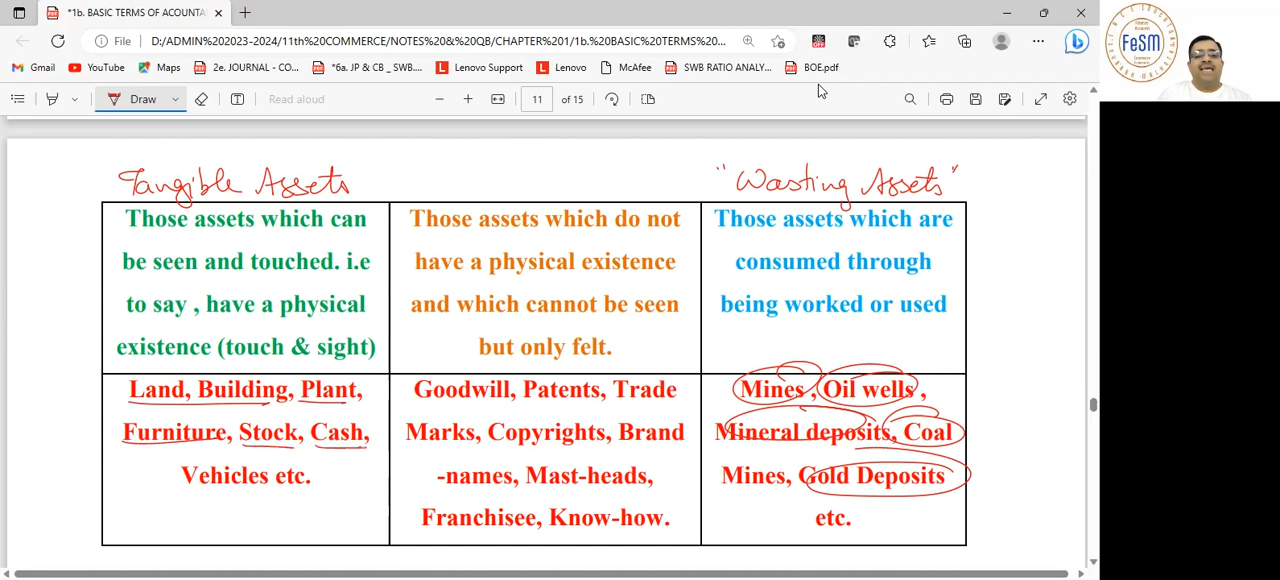 *1b. BASIC TERMS OF ACOUNTA
File
D:/ADMIN%202023-2024/11th%20COMMERCE/NOTES%20&%20QB/CHAPTER%201/1b.%20BASIC%20TERMS%20...
Gmail YouTube Maps 2e. JOURNAL - CO... *6a. JP & CB _ SWB.... Lenovo Support Lenovo McAfee SWB RATIO ANALY... BOE.pdf
Draw Read aloud 11 of 15
OFF
FeSM
Tangible Assets
"Wasting Assets"
Those assets which can
be seen and touched. i.e
to say , have a physical
existence (touch & sight)
Those assets which do not
have a physical existence
and which cannot be seen
but only felt.
Those assets which are
consumed through
being worked or used
Land, Building, Plant,
Furniture, Stock, Cash,
Vehicles etc.
Goodwill, Patents, Trade
Marks, Copyrights, Brand
-names, Mast-heads,
Franchisee, Know-how.
Mines , Oil wells ,
Mineral deposits, Coal
Mines, Gold Deposits
etc.